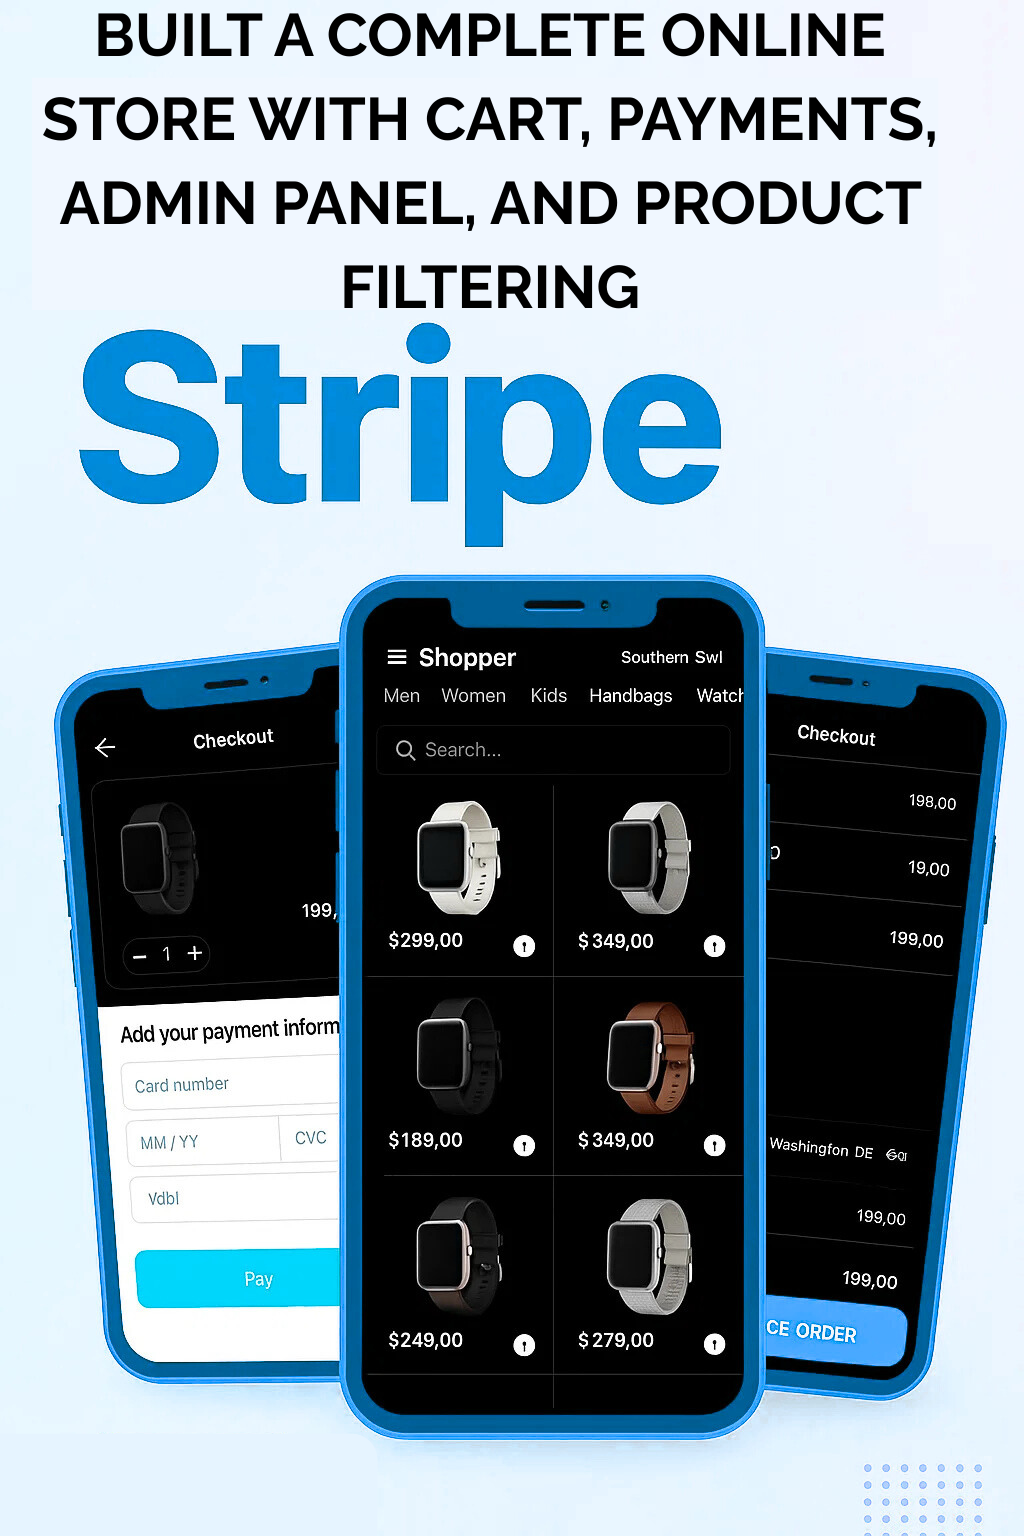 BUILT A COMPLETE ONLINE
STORE WITH CART, PAYMENTS,
ADMIN PANEL, AND PRODUCT
FILTERING
Stripe
Checkout
199,
1
Add your payment inform
Card number
MM / YY
CVC
Vdbl
Pay
Shopper
Southern Swl
Men Women Kids Handbags Watch
Search...
$299,00
$349,00
$189,00
$349,00
$249,00
$279,00
Checkout
198,00
19,00
199,00
Washingfon DE
199,00
199,00
CE ORDER